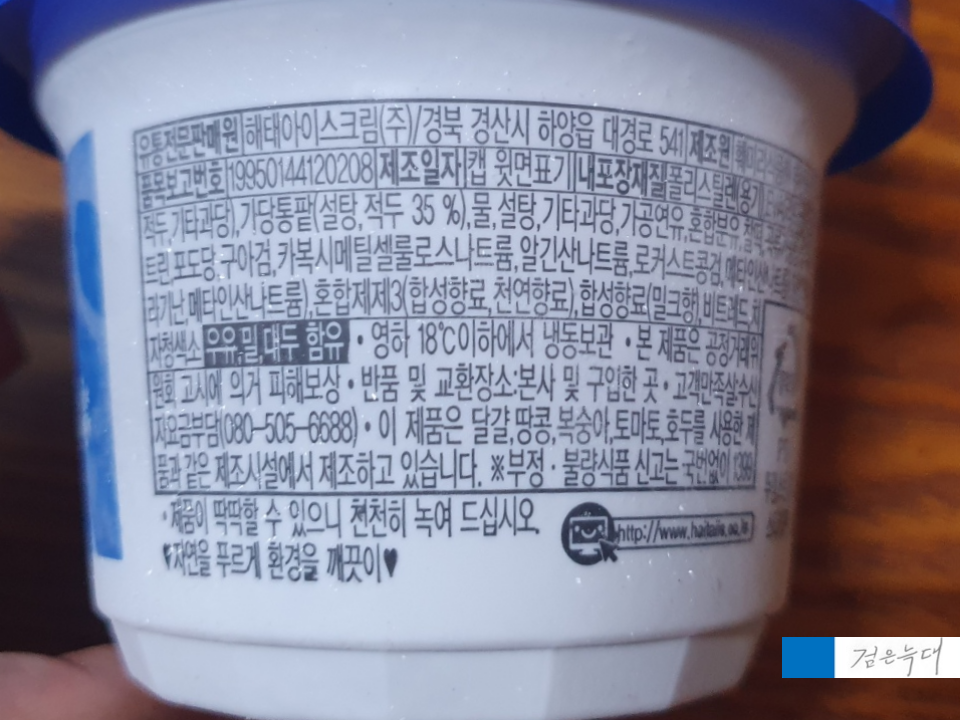 유통전문판매원 해태아이스크림(주)/경북 경산시 하양읍 대경로 541 제조원
품목보고번호 19950144120208 제조일자 캡 윗면표기 내포장재질 폴리스틸렌(용기)
적두, 기타과당), 가당통팥(설탕, 적두 35 %), 물, 설탕, 기타과당, 가공연유, 혼합분유,
트린, 포도당, 구아검, 카복시메틸셀룰로스나트륨, 알긴산나트륨, 로커스트콩검, 메타인산나트륨
라기난, 메타인산나트륨), 혼합제제3(합성향료, 천연향료), 합성향료(밀크향), 비트레드, 치
자청색소 우유, 밀, 대두 함유 • 영하 18℃이하에서 냉동보관 • 본 제품은 공정거래위
원회 고시에 의거 피해보상 • 반품 및 교환장소:본사 및 구입한 곳 • 고객만족실:수신
자요금부담(080-505-6688) • 이 제품은 달걀, 땅콩, 복숭아, 토마토, 호두를 사용한 제
품과 같은 제조시설에서 제조하고 있습니다. ※부정 · 불량식품 신고는 국번없이 1399
• 제품이 딱딱할 수 있으니 천천히 녹여 드십시오
http://www.haitaiic.co.kr
♥자연을 푸르게 환경을 깨끗이♥
검은늑대